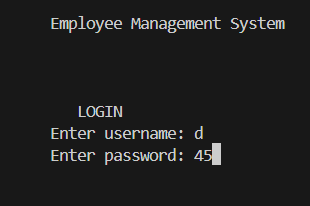 Employee Management System
LOGIN
Enter username: d
Enter password: 45